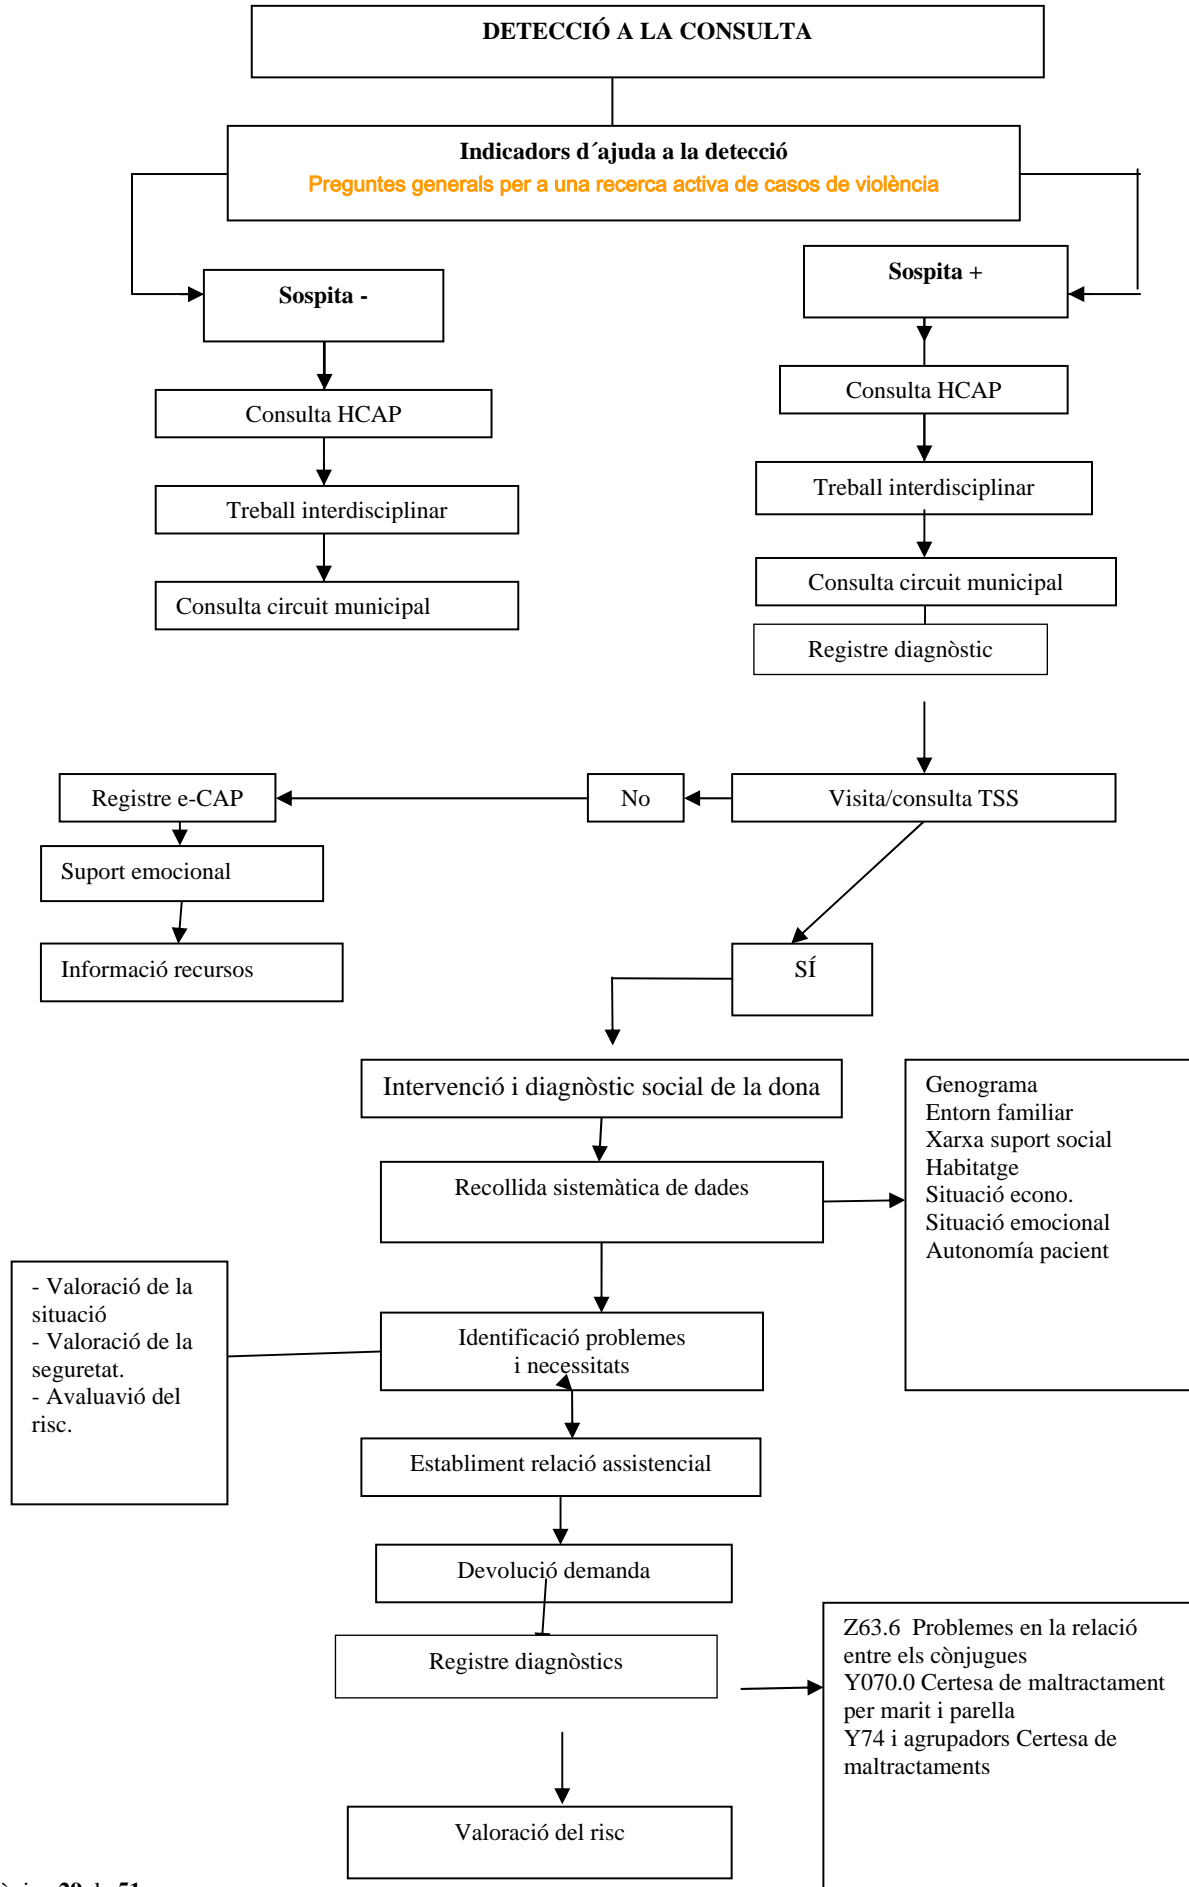 DETECCIÓ A LA CONSULTA
Indicadors d´ajuda a la detecció
Preguntes generals per a una recerca activa de casos de violència
Sospita -
Sospita +
Consulta HCAP
Consulta HCAP
Treball interdisciplinar
Treball interdisciplinar
Consulta circuit municipal
Consulta circuit municipal
Registre diagnòstic
Registre e-CAP
No
Visita/consulta TSS
Suport emocional
Informació recursos
SÍ
Intervenció i diagnòstic social de la dona
Genograma
Entorn familiar
Xarxa suport social
Habitatge
Situació econo.
Situació emocional
Autonomía pacient
Recollida sistemàtica de dades
- Valoració de la
situació
- Valoració de la
seguretat.
- Avaluavió del
risc.
Identificació problemes
i necessitats
Establiment relació assistencial
Devolució demanda
Registre diagnòstics
Z63.6 Problemes en la relació
entre els cònjugues
Y070.0 Certesa de maltractament
per marit i parella
Y74 i agrupadors Certesa de
maltractaments
Valoració del risc